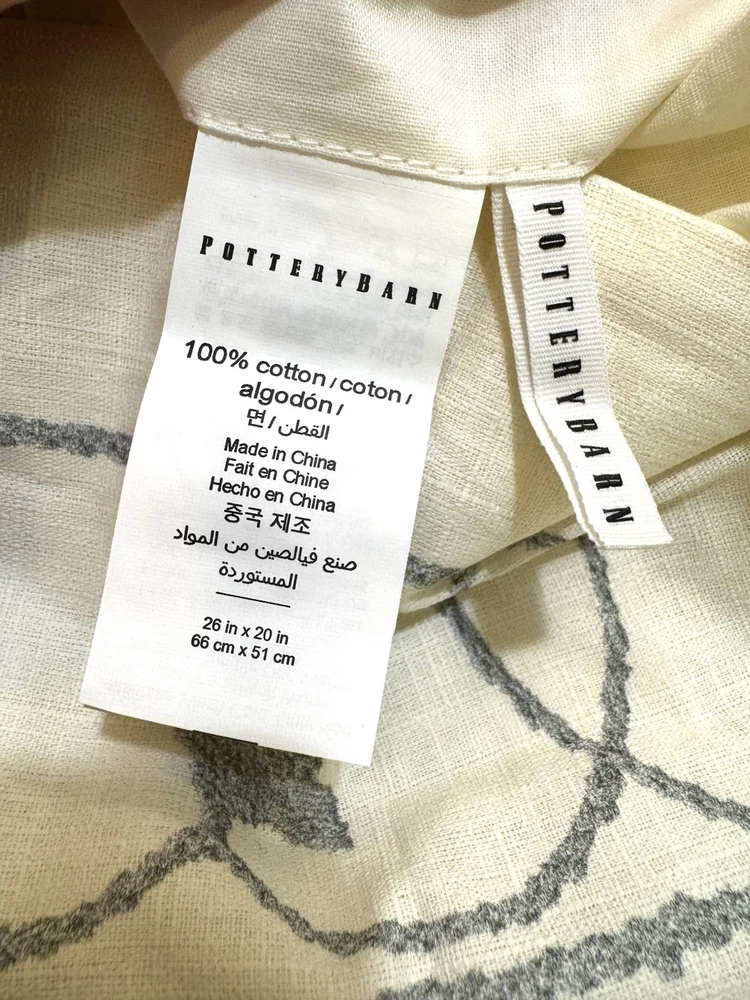 POTTERYBARN
100% cotton / coton /
algodón /
면 / القطن
Made in China
Fait en Chine
Hecho en China
중국 제조
صنع فيالصين من المواد
المستوردة
26 in x 20 in
66 cm x 51 cm
POTTERYBARN